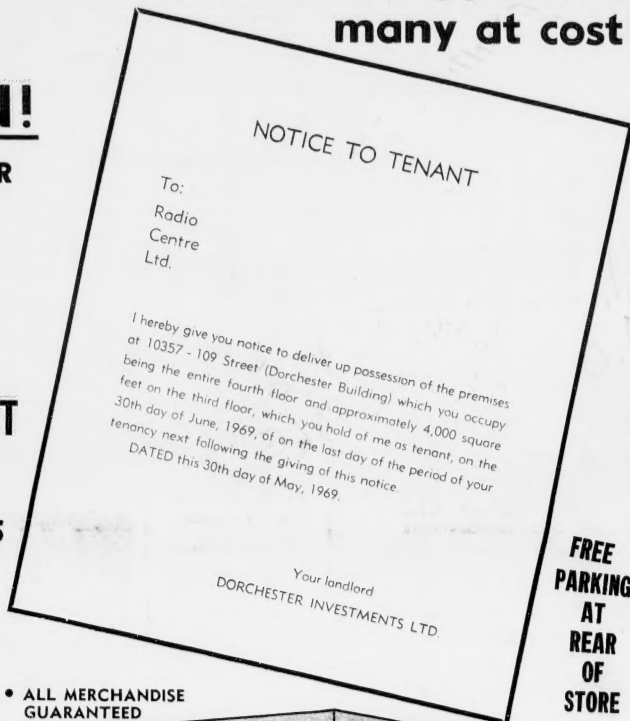 many at cost
NOTICE TO TENANT
To:
Radio
Centre
Ltd.
I hereby give you notice to deliver up possession of the premises
at 10357 - 109 Street (Dorchester Building) which you occupy
being the entire fourth floor and approximately 4,000 square
feet on the third floor, which you hold of me as tenant, on the
30th day of June, 1969, of on the last day of the period of your
tenancy next following the giving of this notice.
DATED this 30th day of May, 1969.
Your landlord
DORCHESTER INVESTMENTS LTD.
FREE
PARKING
AT
REAR
OF
STORE
• ALL MERCHANDISE
GUARANTEED